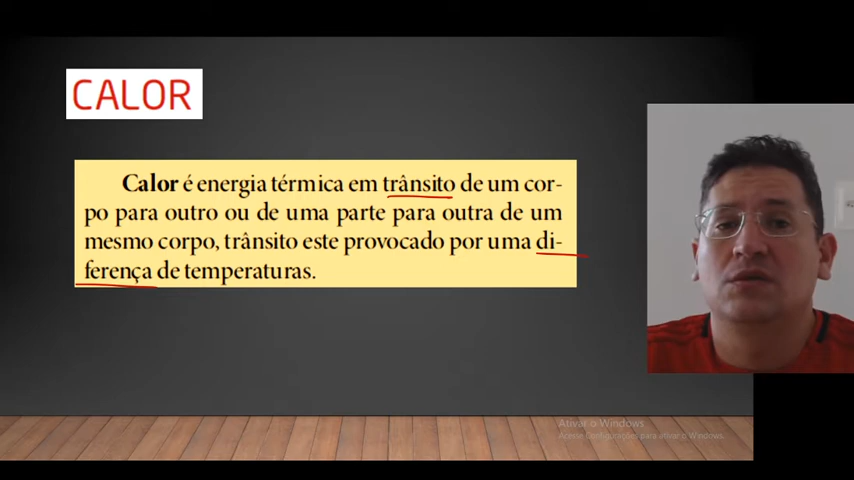 CALOR
Calor é energia térmica em trânsito de um cor-
po para outro ou de uma parte para outra de um
mesmo corpo, trânsito este provocado por uma di-
ferença de temperaturas.
Ativar o Windows
Acesse Configurações para ativar o Windows.